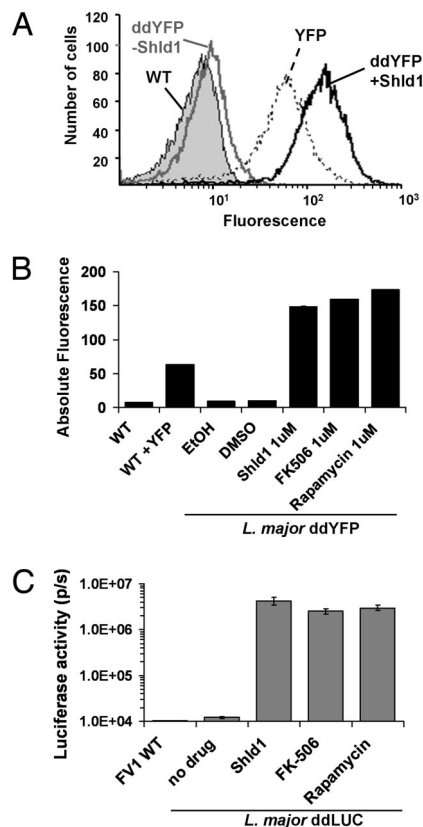 A
120
100
80
60
40
20
Number of cells
ddYFP
-Shld1
WT
YFP
ddYFP
+Shld1
10¹
10²
10³
Fluorescence
B
200
150
100
50
0
Absolute Fluorescence
WT
WT +YFP
EtOH
DMSO
Shld1 1uM
FK506 1uM
Rapamycin 1uM
L. major ddYFP
C
1.0E+07
1.0E+06
1.0E+05
1.0E+04
Luciferase activity (p/s)
FV1 WT
no drug
Shld1
FK-506
Rapamycin
L. major ddLUC